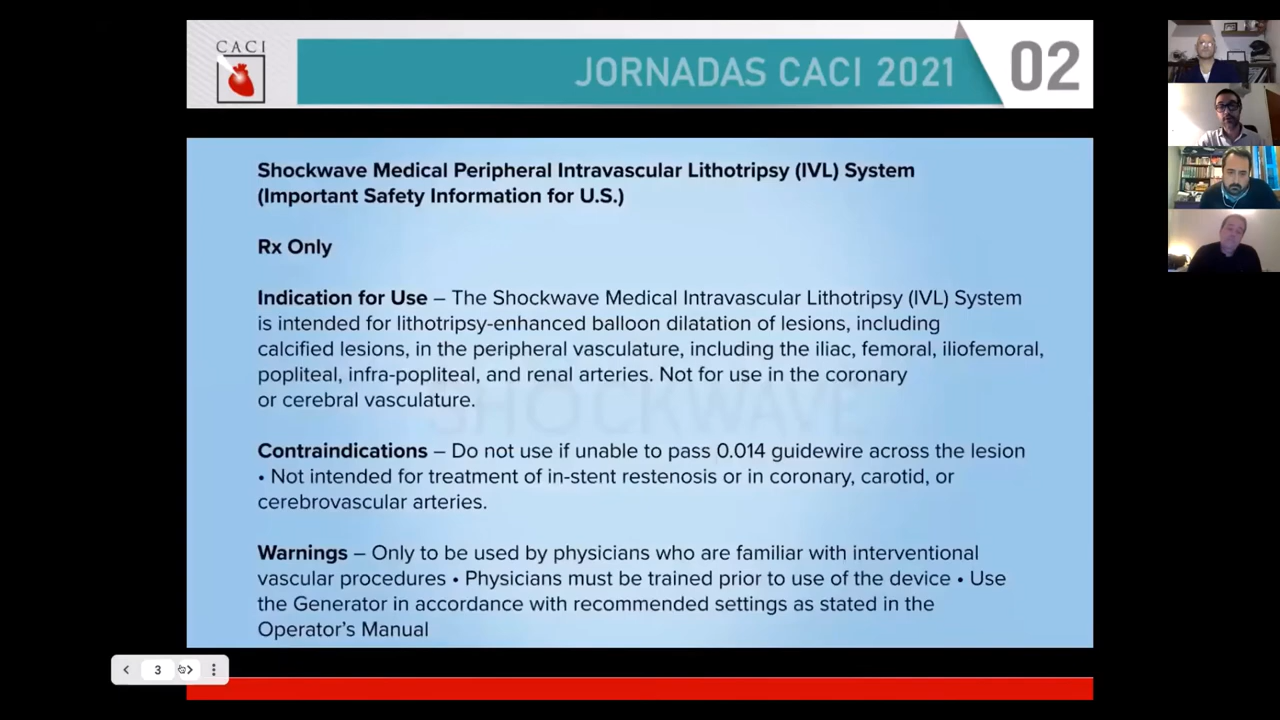 CACI
JORNADAS CACI 2021
02
Shockwave Medical Peripheral Intravascular Lithotripsy (IVL) System
(Important Safety Information for U.S.)
Rx Only
Indication for Use – The Shockwave Medical Intravascular Lithotripsy (IVL) System
is intended for lithotripsy-enhanced balloon dilatation of lesions, including
calcified lesions, in the peripheral vasculature, including the iliac, femoral, iliofemoral,
popliteal, infra-popliteal, and renal arteries. Not for use in the coronary
or cerebral vasculature.
SHOCKWAVE
Contraindications – Do not use if unable to pass 0.014 guidewire across the lesion
• Not intended for treatment of in-stent restenosis or in coronary, carotid, or
cerebrovascular arteries.
Warnings – Only to be used by physicians who are familiar with interventional
vascular procedures • Physicians must be trained prior to use of the device • Use
the Generator in accordance with recommended settings as stated in the
Operator's Manual
3